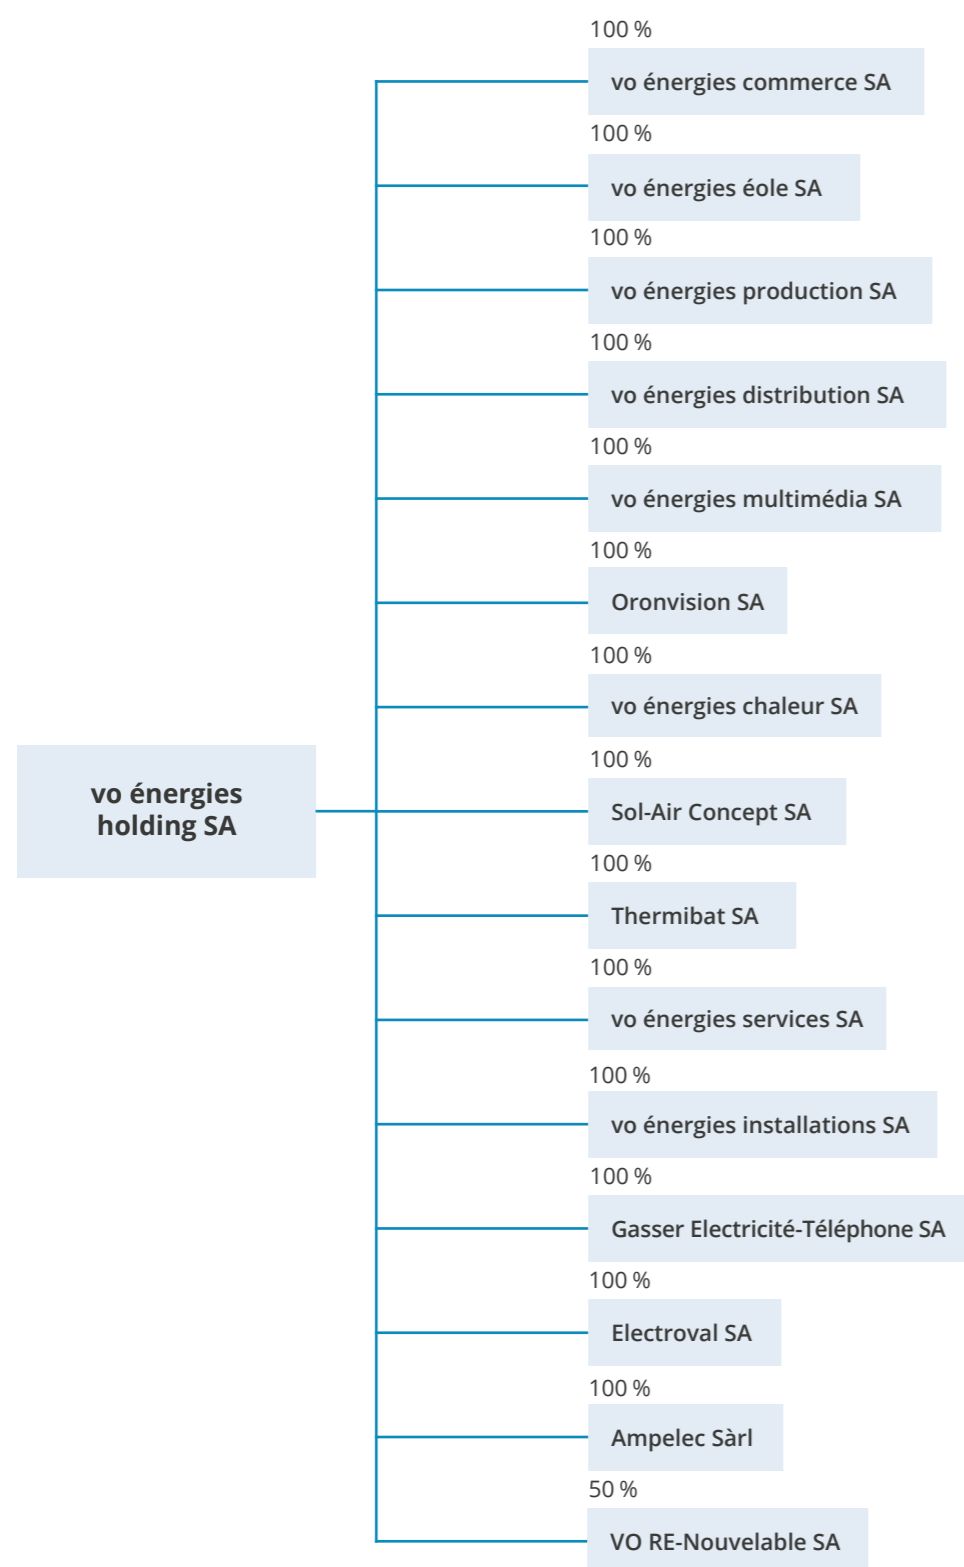 100 %
vo énergies commerce SA
100 %
vo énergies éole SA
100 %
vo énergies production SA
100 %
vo énergies distribution SA
100 %
vo énergies multimédia SA
100 %
Oronvision SA
100 %
vo énergies chaleur SA
vo énergies
holding SA
100 %
Sol-Air Concept SA
100 %
Thermibat SA
100 %
vo énergies services SA
100 %
vo énergies installations SA
100 %
Gasser Electricité-Téléphone SA
100 %
Electroval SA
100 %
Ampelec Sàrl
50 %
VO RE-Nouvelable SA